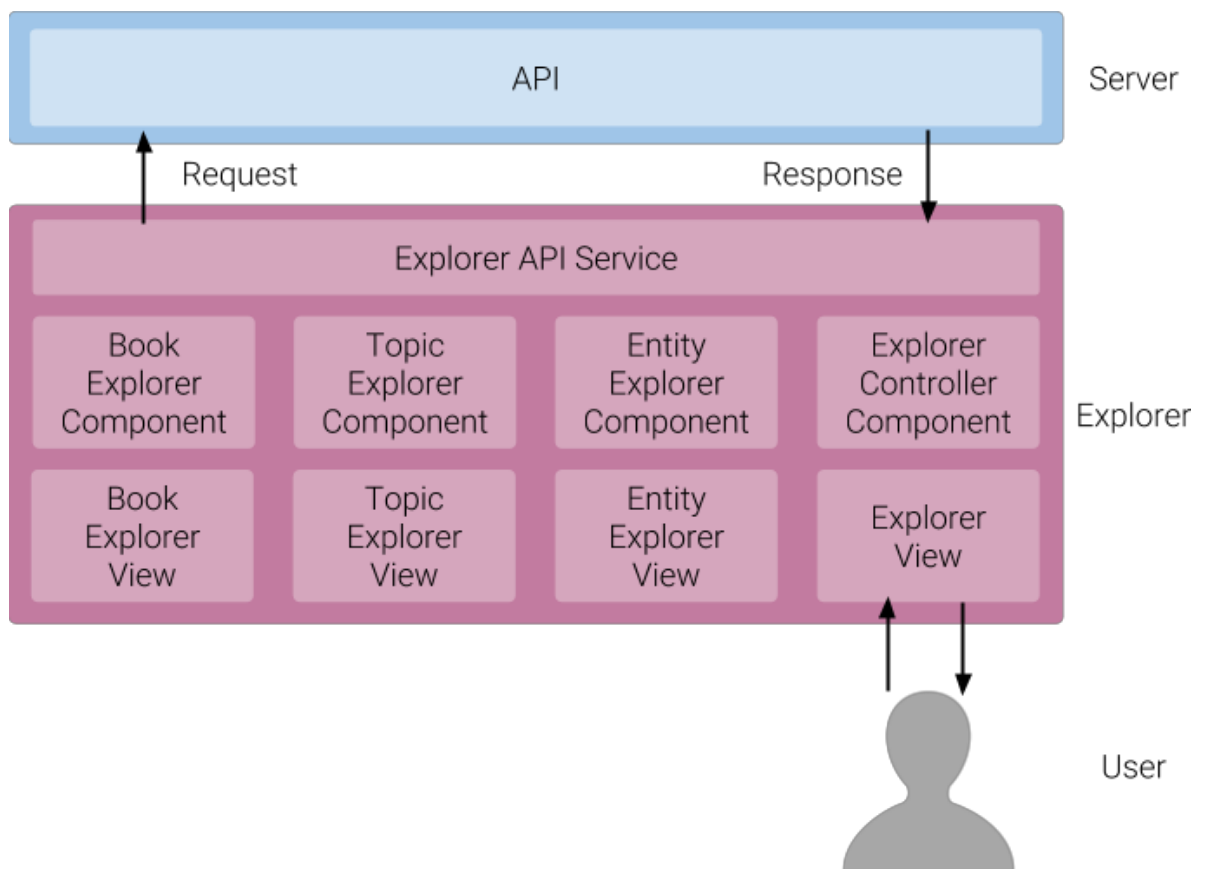 API
Server
Request
Response
Explorer API Service
Book
Explorer
Component
Topic
Explorer
Component
Entity
Explorer
Component
Explorer
Controller
Component
Explorer
Book
Explorer
View
Topic
Explorer
View
Entity
Explorer
View
Explorer
View
User